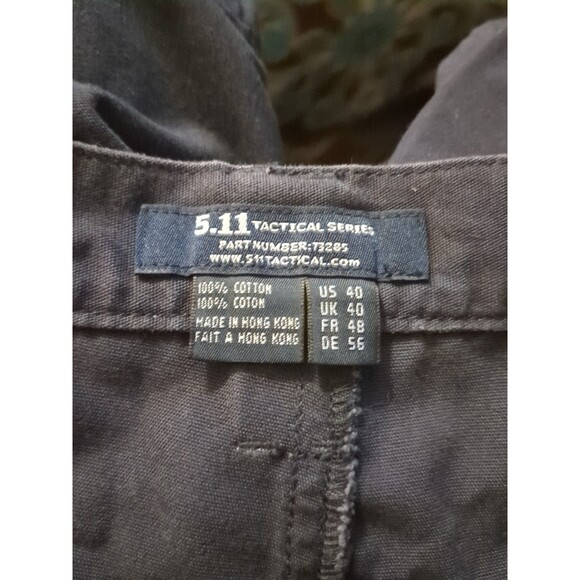 5.11 TACTICAL SERIES
PART NUMBER:73285
WWW.511TACTICAL.com
100% COTTON
100% COTON
MADE IN HONG KONG
FAIT A HONG KONG
US 40
UK 40
FR 48
DE 56